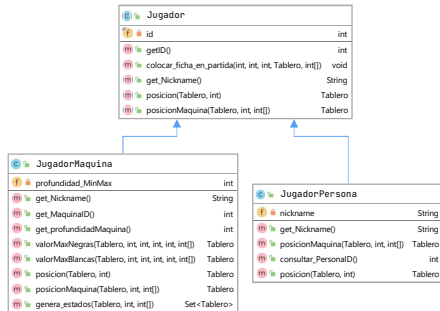 Jugador
id int
getID() int
colocar_ficha_en_partida(int, int, int, Tablero, int[]) void
get_Nickname() String
posicion(Tablero, int) Tablero
posicionMaquina(Tablero, int, int[]) Tablero
JugadorMaquina
profundidad_MinMax int
get_Nickname() String
get_MaquinaID() int
get_profundidadMaquina() int
valorMaxNegras(Tablero, int, int, int, int, int[]) Tablero
valorMaxBlancas(Tablero, int, int, int, int, int[]) Tablero
posicion(Tablero, int) Tablero
posicionMaquina(Tablero, int, int[]) Tablero
genera_estados(Tablero, int, int[]) Set<Tablero>
JugadorPersona
nickname String
get_Nickname() String
posicionMaquina(Tablero, int, int[]) Tablero
consultar_PersonaID() int
posicion(Tablero, int) Tablero